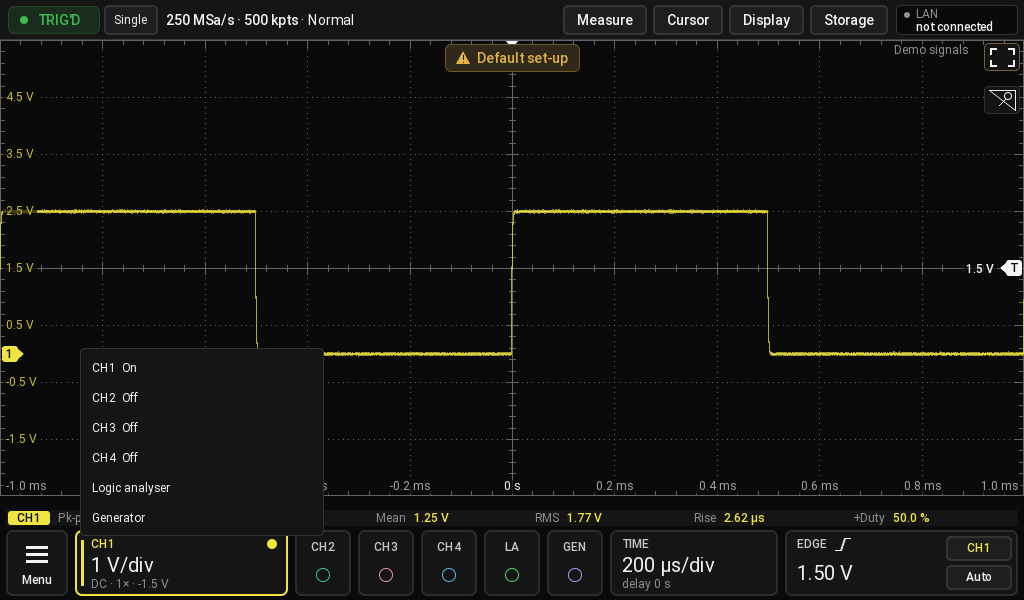 TRIG'D
Single
250 MSa/s · 500 kpts · Normal
Measure
Cursor
Display
Storage
LAN
not connected
Default set-up
Demo signals
4.5 V
3.5 V
2.5 V
1.5 V
1.5 V
T
0.5 V
1
-0.5 V
-1.5 V
CH1 On
CH2 Off
CH3 Off
CH4 Off
Logic analyser
Generator
-1.0 ms
-0.2 ms
0 s
0.2 ms
0.4 ms
0.6 ms
0.8 ms
1.0 ms
CH1
Mean 1.25 V
RMS 1.77 V
Rise 2.62 µs
+Duty 50.0 %
Menu
CH1
1 V/div
DC · 1× · -1.5 V
CH2
CH3
CH4
LA
GEN
TIME
200 µs/div
delay 0 s
EDGE
1.50 V
CH1
Auto